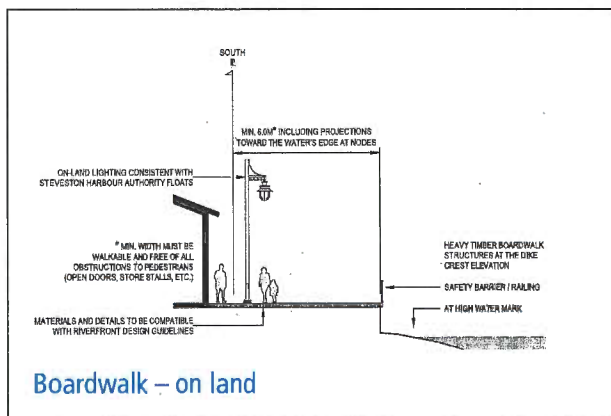 SOUTH
PL
MIN. 6.0M* INCLUDING PROJECTIONS
TOWARD THE WATER'S EDGE AT NODES
ON-LAND LIGHTING CONSISTENT WITH
STEVESTON HARBOUR AUTHORITY FLOATS
* MIN. WIDTH MUST BE
WALKABLE AND FREE OF ALL
OBSTRUCTIONS TO PEDESTRIANS
(OPEN DOORS, STORE STALLS, ETC.)
HEAVY TIMBER BOARDWALK
STRUCTURES AT THE DIKE
CREST ELEVATION
SAFETY BARRIER / RAILING
AT HIGH WATER MARK
MATERIALS AND DETAILS TO BE COMPATIBLE
WITH RIVERFRONT DESIGN GUIDELINES
Boardwalk – on land